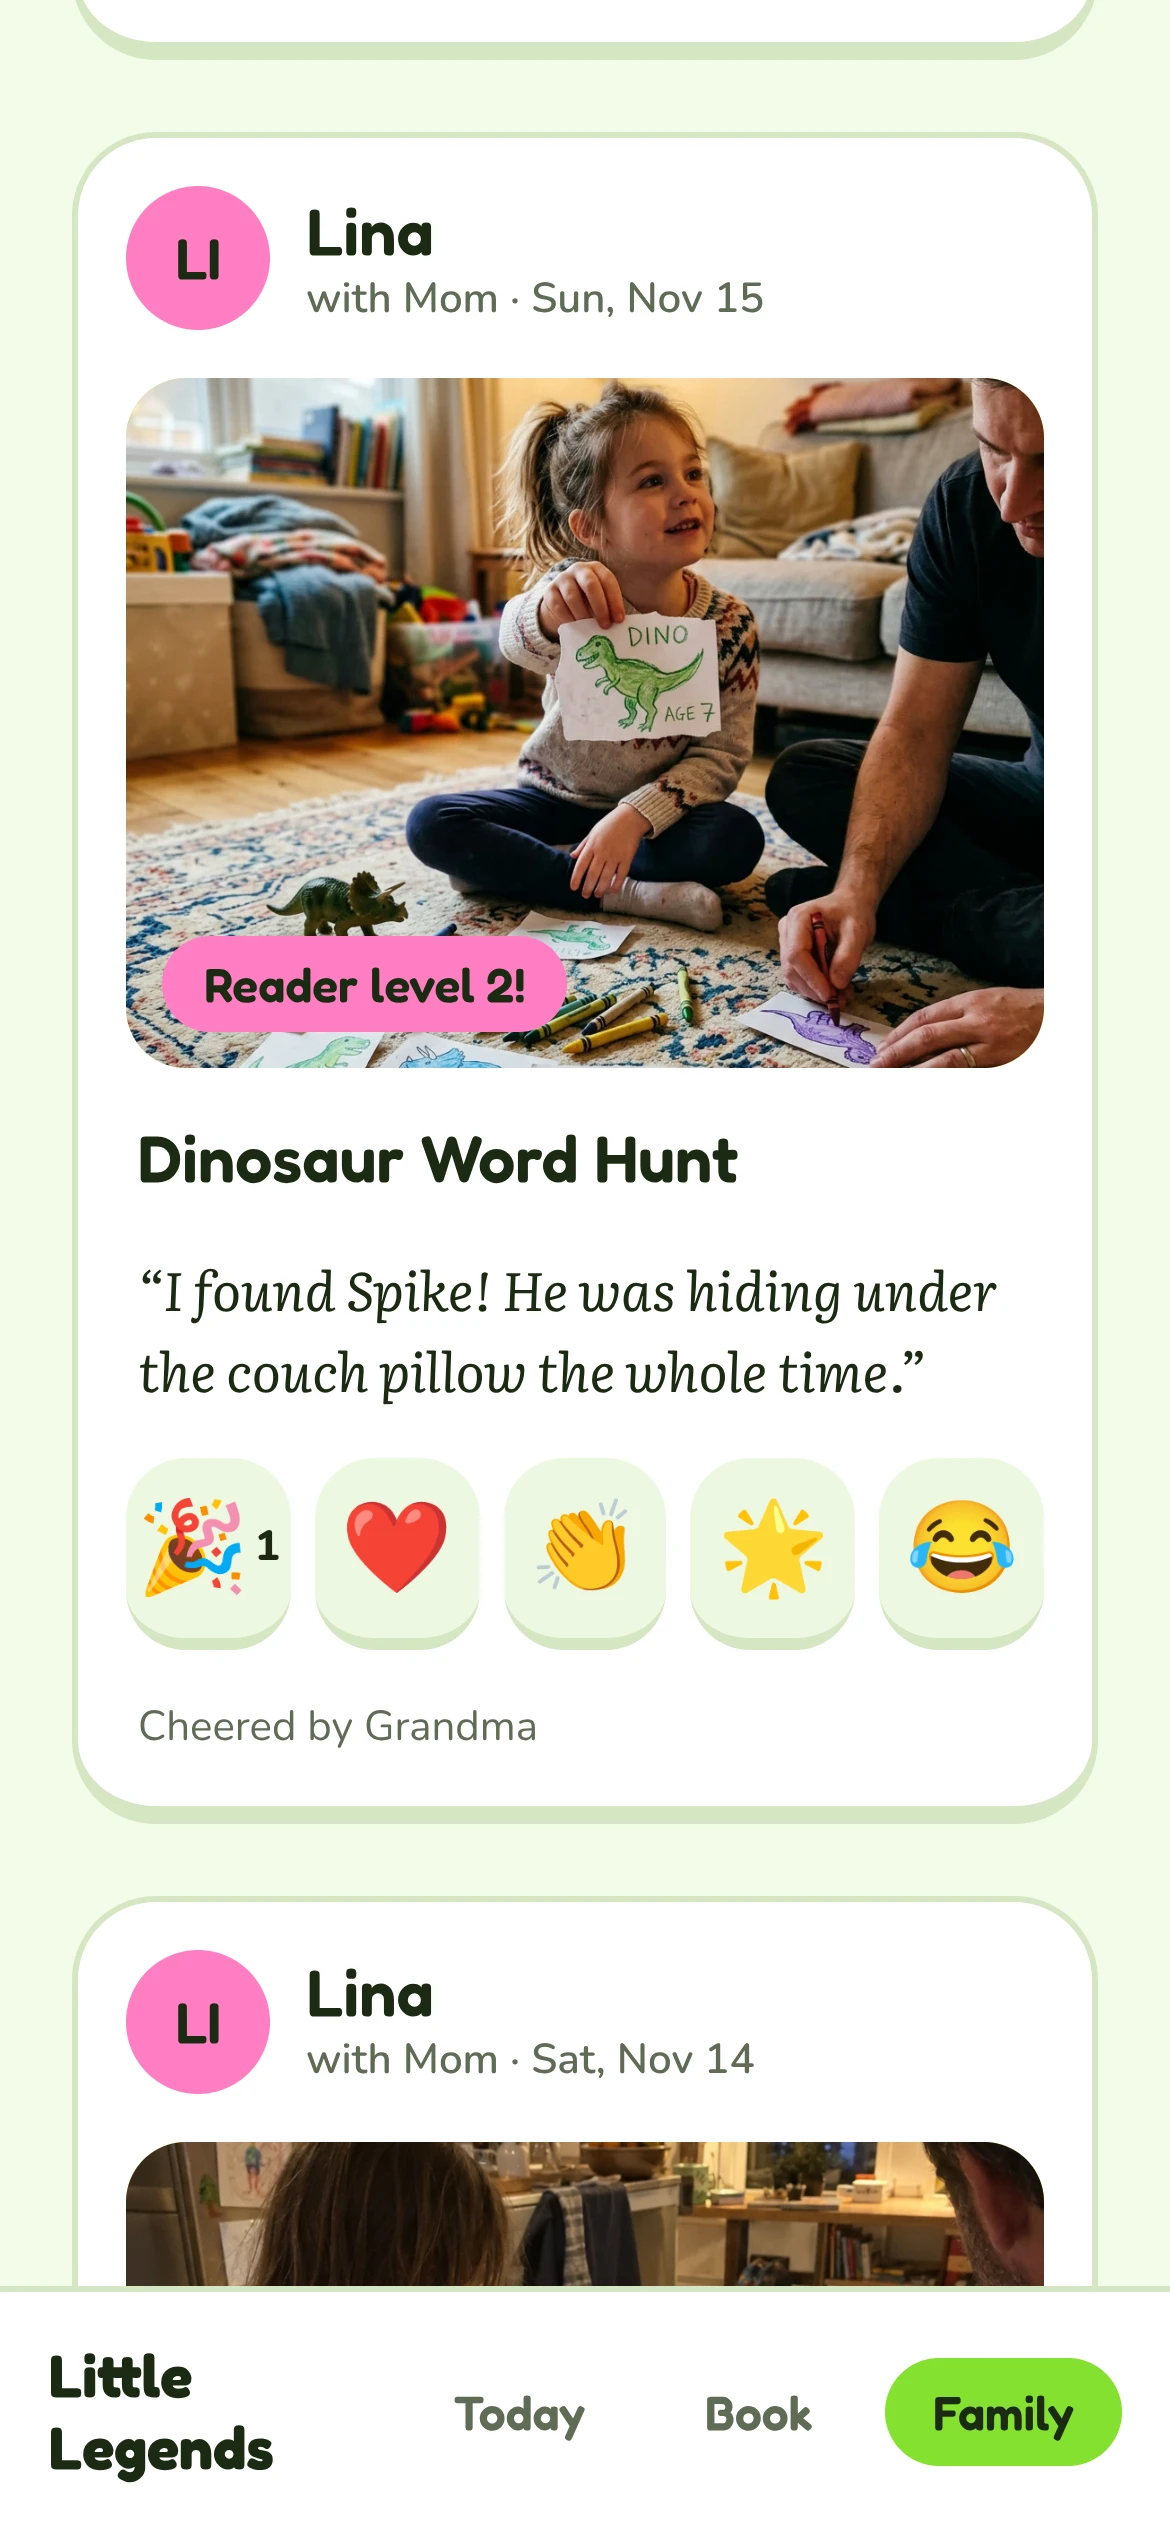 LI
Lina
with Mom · Sun, Nov 15
DINO
AGE 7
Reader level 2!
Dinosaur Word Hunt
“I found Spike! He was hiding under
the couch pillow the whole time.”
1
Cheered by Grandma
LI
Lina
with Mom · Sat, Nov 14
Little
Legends
Today
Book
Family